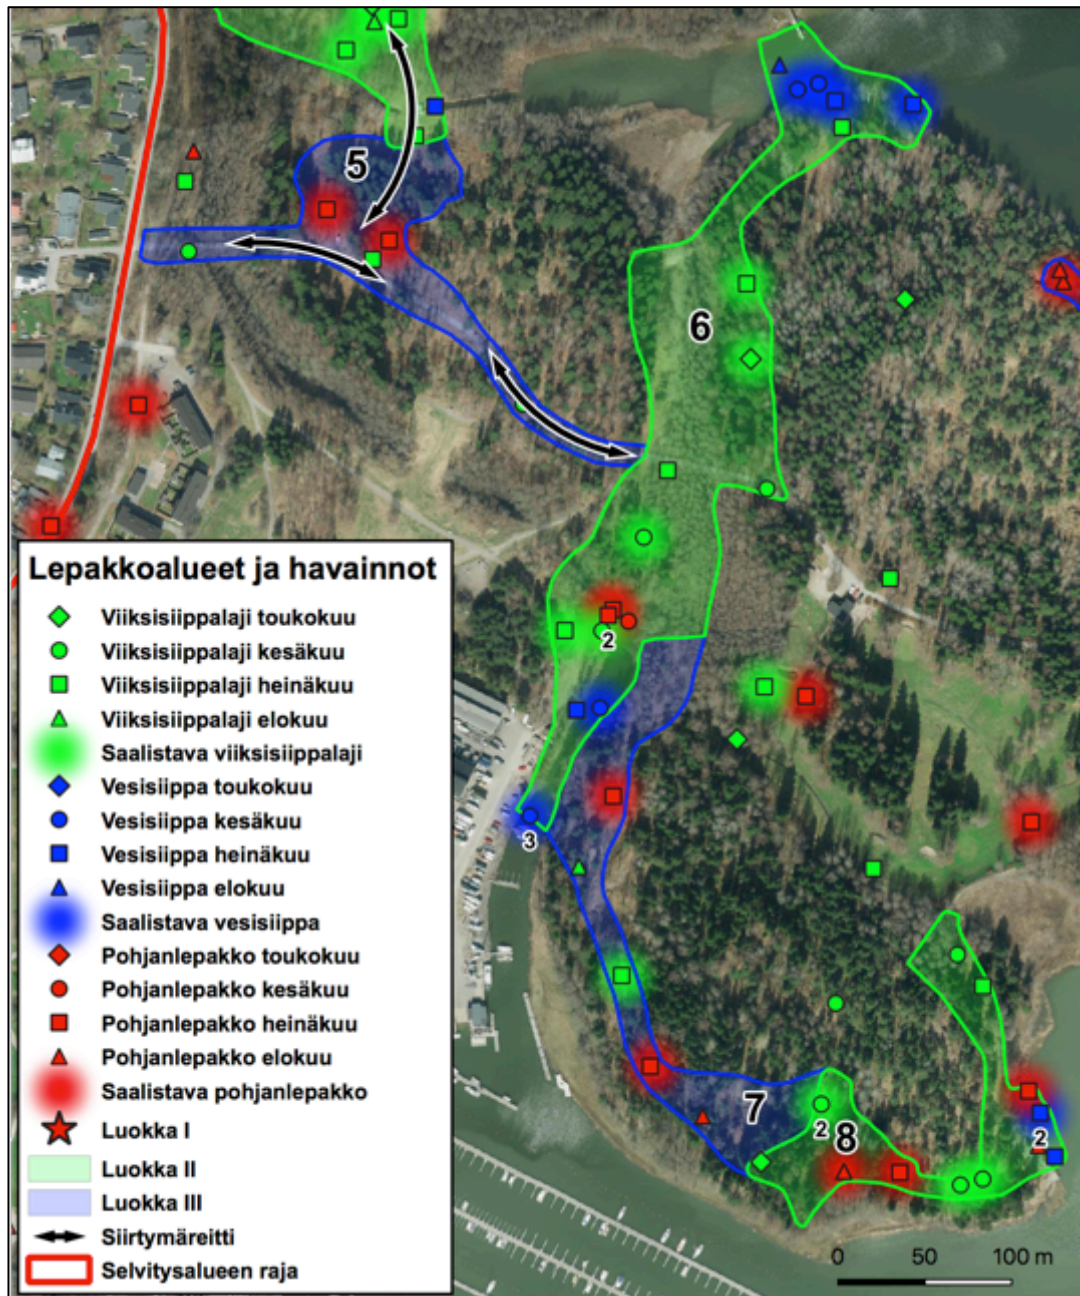 5
6
2
3
7
2
8
2
Lepakkoalueet ja havainnot
Viiksisiippalaji toukokuu
Viiksisiippalaji kesäkuu
Viiksisiippalaji heinäkuu
Viiksisiippalaji elokuu
Saalistava viiksisiippalaji
Vesisiippa toukokuu
Vesisiippa kesäkuu
Vesisiippa heinäkuu
Vesisiippa elokuu
Saalistava vesisiippa
Pohjanlepakko toukokuu
Pohjanlepakko kesäkuu
Pohjanlepakko heinäkuu
Pohjanlepakko elokuu
Saalistava pohjanlepakko
Luokka I
Luokka II
Luokka III
Siirtymäreitti
Selvitysalueen raja
0 50 100 m